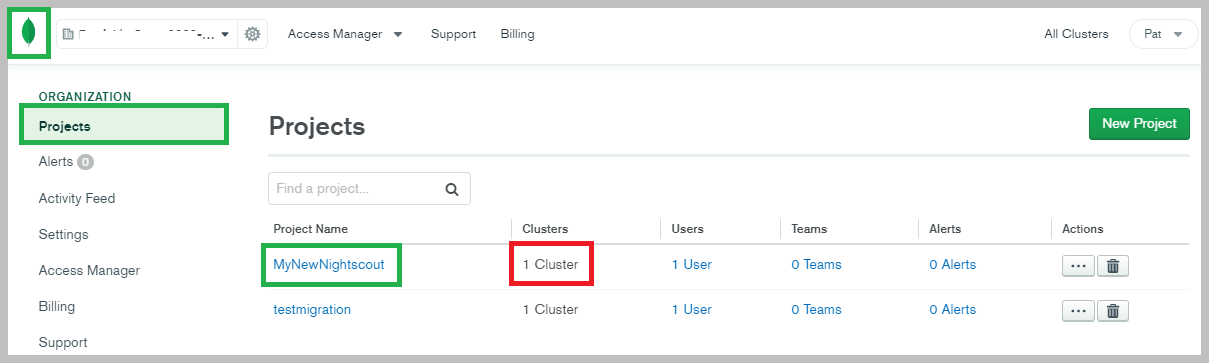 Access Manager Support Billing All Clusters Pat
ORGANIZATION
Projects
Alerts 0
Activity Feed
Settings
Access Manager
Billing
Support
Projects
New Project
Find a project...
Project Name Clusters Users Teams Alerts Actions
MyNewNightscout 1 Cluster 1 User 0 Teams 0 Alerts
testmigration 1 Cluster 1 User 0 Teams 0 Alerts